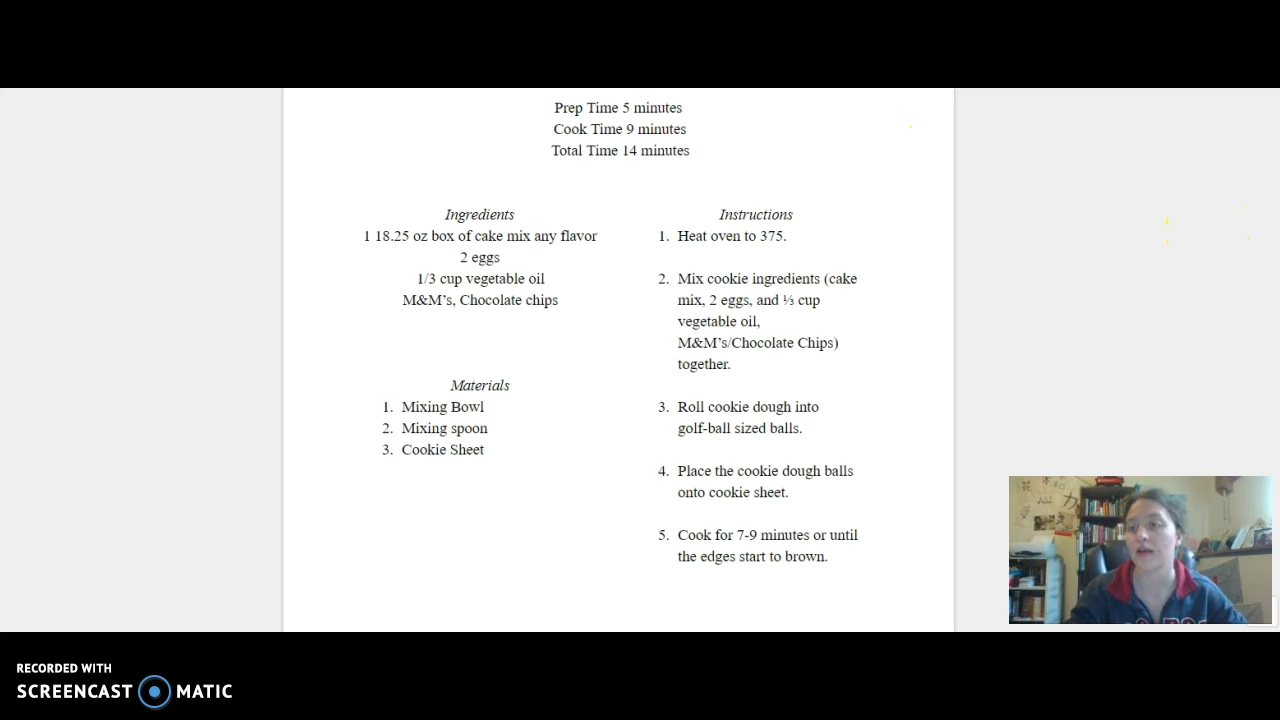 Prep Time 5 minutes
Cook Time 9 minutes
Total Time 14 minutes
Ingredients
1 18.25 oz box of cake mix any flavor
2 eggs
1/3 cup vegetable oil
M&M's, Chocolate chips
Materials
1. Mixing Bowl
2. Mixing spoon
3. Cookie Sheet
Instructions
1. Heat oven to 375.
2. Mix cookie ingredients (cake
mix, 2 eggs, and ⅓ cup
vegetable oil,
M&M's/Chocolate Chips)
together.
3. Roll cookie dough into
golf-ball sized balls.
4. Place the cookie dough balls
onto cookie sheet.
5. Cook for 7-9 minutes or until
the edges start to brown.
RECORDED WITH
SCREENCAST MATIC